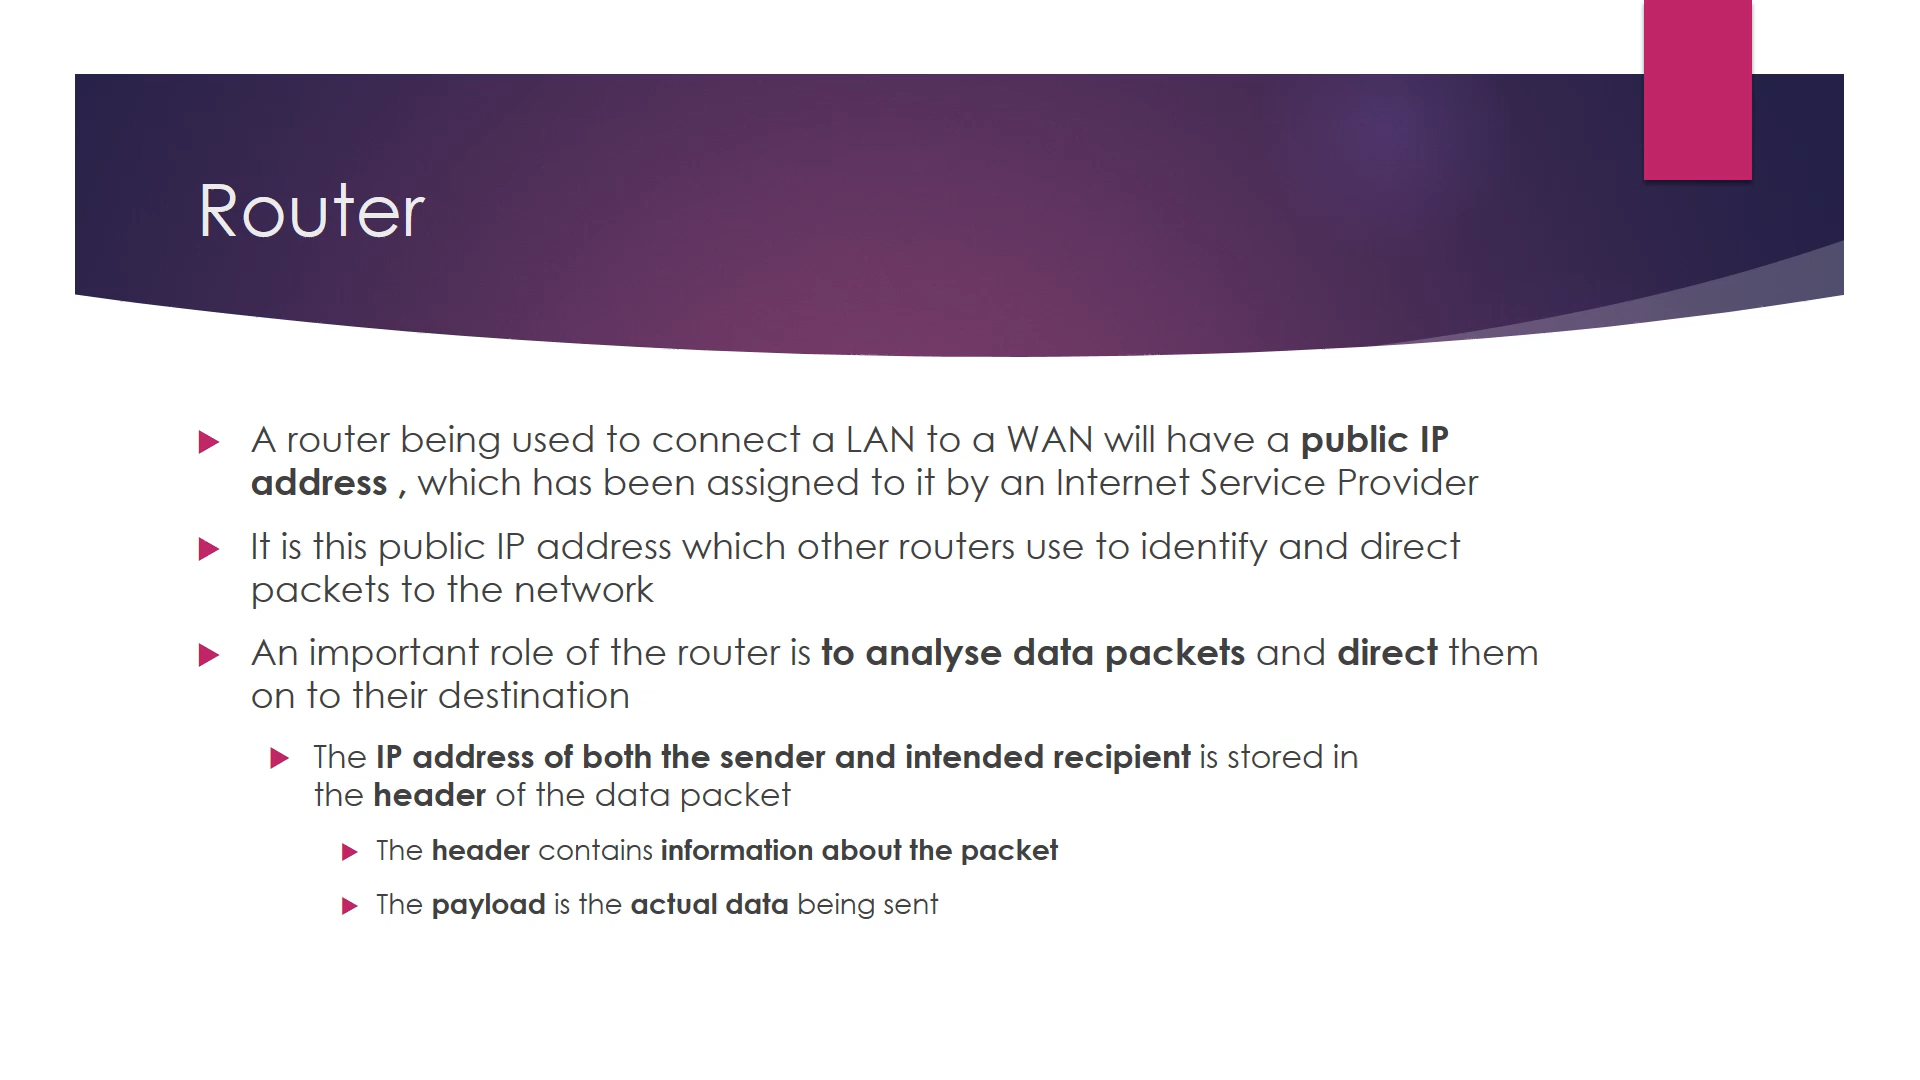 Router
A router being used to connect a LAN to a WAN will have a public IP
address , which has been assigned to it by an Internet Service Provider
It is this public IP address which other routers use to identify and direct
packets to the network
An important role of the router is to analyse data packets and direct them
on to their destination
The IP address of both the sender and intended recipient is stored in
the header of the data packet
The header contains information about the packet
The payload is the actual data being sent